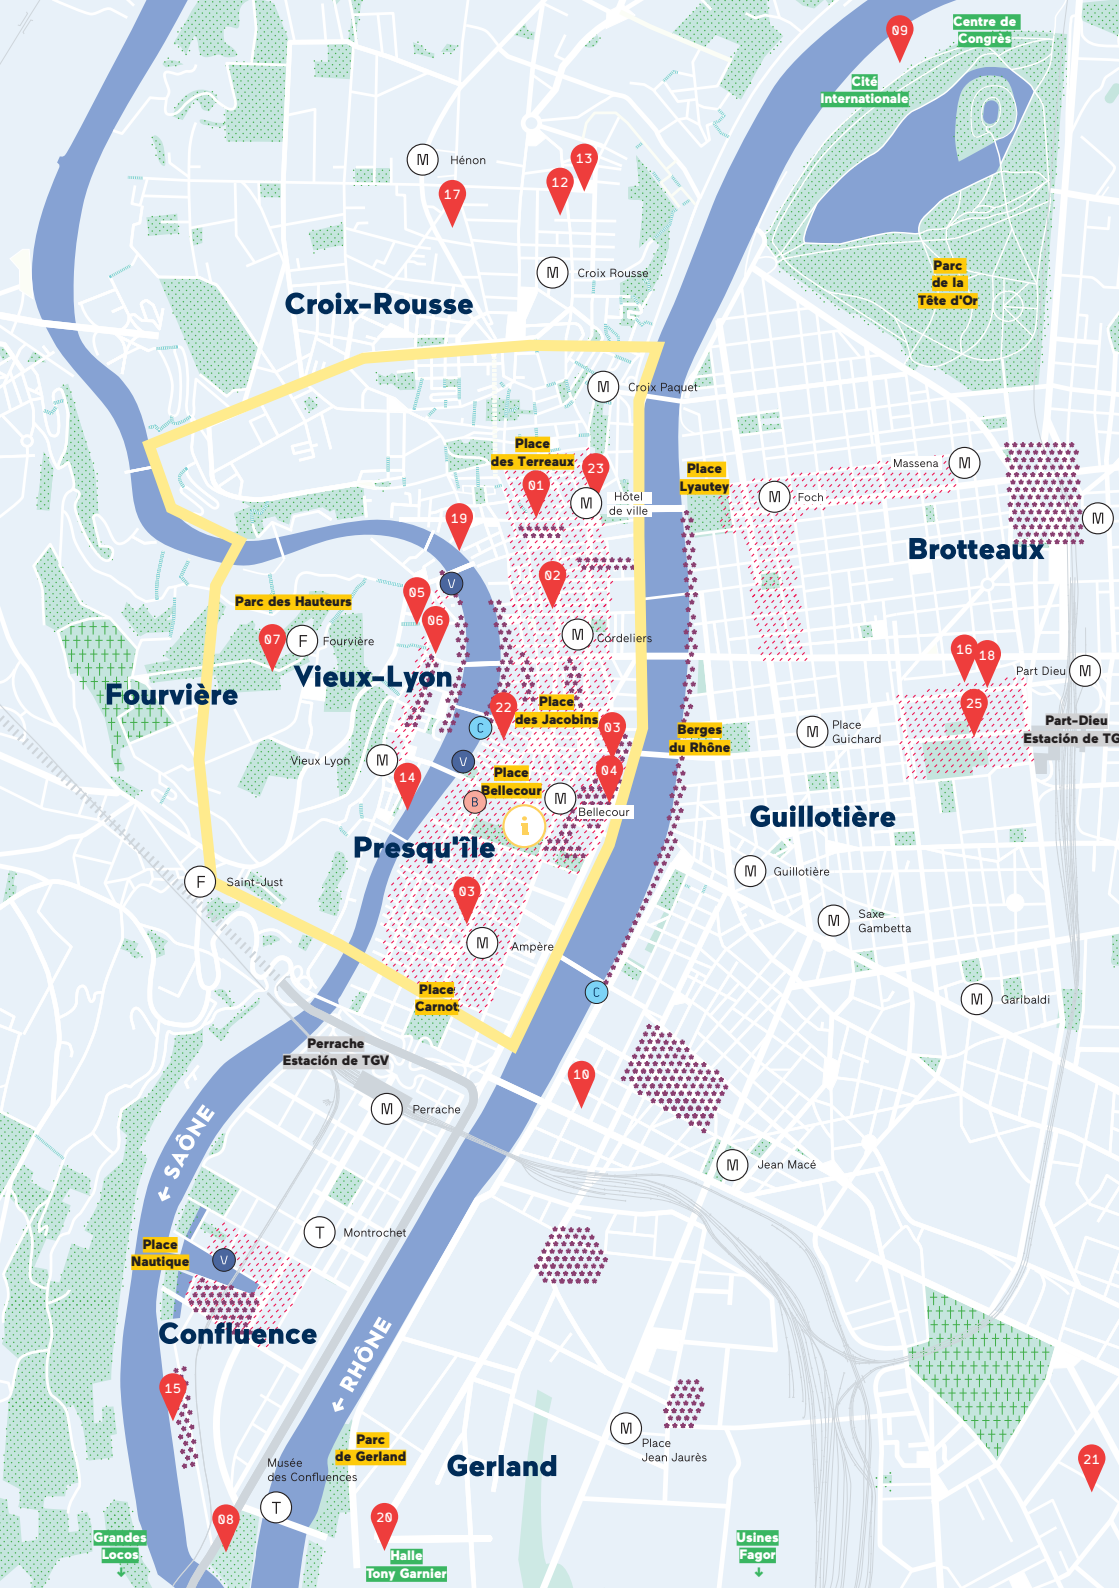 09
Centre de
Congrès
Cité
Internationale
M
Hénon
13
12
17
M
Croix Rousse
Parc
de la
Tête d'Or
Croix-Rousse
M
Croix Paquet
Place
des Terreaux
23
01
M
Hôtel
de ville
Place
Lyautey
Massena
M
M
Foch
M
Brotteaux
19
V
02
05
06
Parc des Hauteurs
07
F
Fourvière
M
Cordeliers
Vieux-Lyon
Fourvière
16
18
Part Dieu
M
25
Part-Dieu
Estación de TG
22
C
Place
des Jacobins
03
Berges
du Rhône
M
Place
Guichard
Vieux Lyon
M
V
14
04
Place
Bellecour
B
M
Bellecour
i
Guillotière
Presqu'île
F
Saint-Just
03
M
Guillotière
M
Saxe
Gambetta
M
Ampère
Place
Carnot
C
M
Garibaldi
Perrache
Estación de TGV
10
M
Perrache
M
Jean Macé
← SAÔNE
T
Montrochet
Place
Nautique
V
Confluence
← RHÔNE
15
Parc
de Gerland
Musée
des Confluences
T
Gerland
M
Place
Jean Jaurès
21
08
20
Grandes
Locos
↓
Halle
Tony Garnier
Usines
Fagor
↓